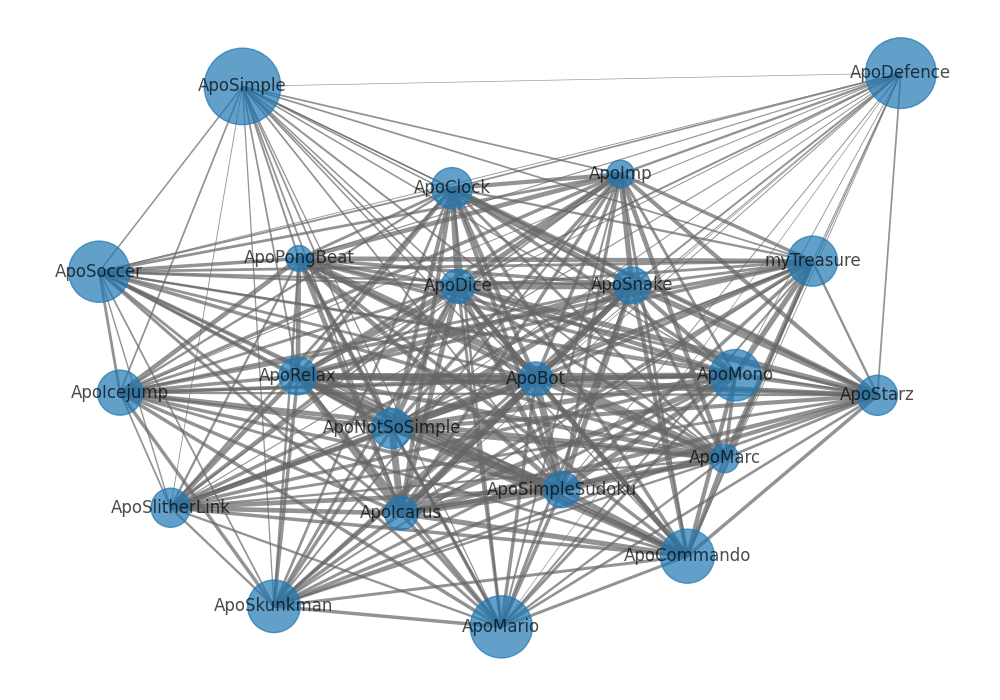 ApoDefence
ApoSimple
ApoImp
ApoClock
ApoPongBeat
myTreasure
ApoSoccer
ApoDice
ApoSnake
ApoRelax
ApoMono
ApoBot
ApoIcejump
ApoStarz
ApoNotSoSimple
ApoMarc
ApoSimpleSudoku
ApoSlitherLink
ApoIcarus
ApoCommando
ApoSkunkman
ApoMario